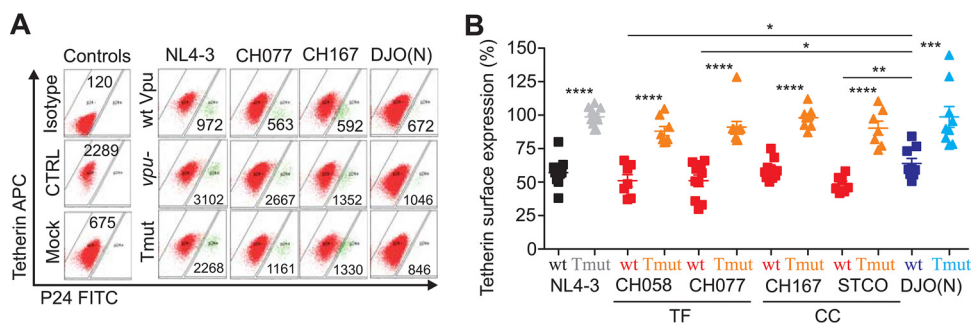 A
Controls
NL4-3 CH077 CH167 DJO(N)
Tetherin APC
Isotype
120
CTRL
2289
Mock
675
wt Vpu
972 563 592 672
vpu-
3102 2667 1352 1046
Tmut
2268 1161 1330 846
P24 FITC
B
Tetherin surface expression (%)
150
125
100
75
50
25
0
*
*
**
**** **** **** **** **** ***
wt Tmut wt Tmut wt Tmut wt Tmut wt Tmut wt Tmut
NL4-3 CH058 CH077 CH167 STCO DJO(N)
TF CC